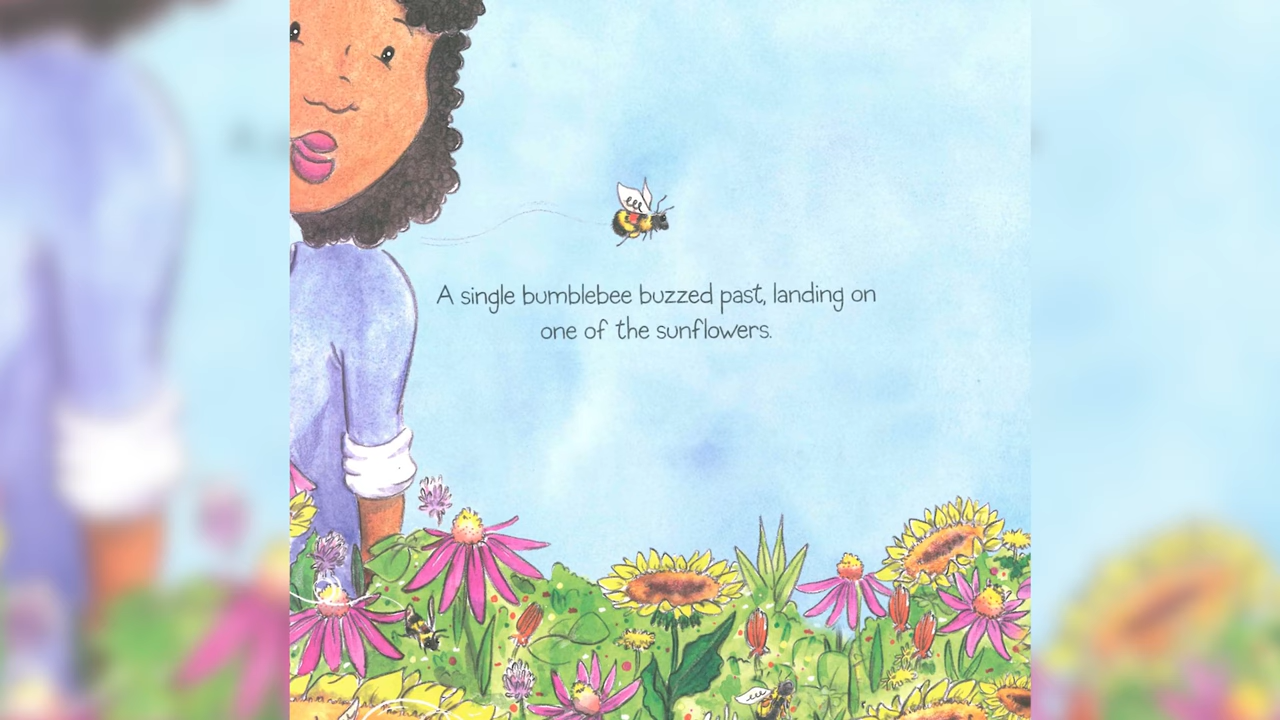 A single bumblebee buzzed past, landing on
one of the sunflowers.